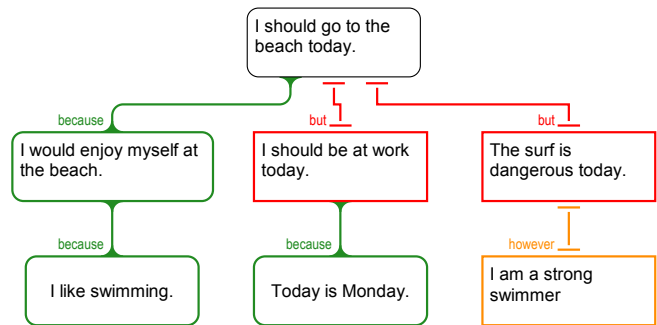 I should go to the
beach today.
because
but
but
I would enjoy myself at
the beach.
I should be at work
today.
The surf is
dangerous today.
because
because
however
I like swimming.
Today is Monday.
I am a strong
swimmer